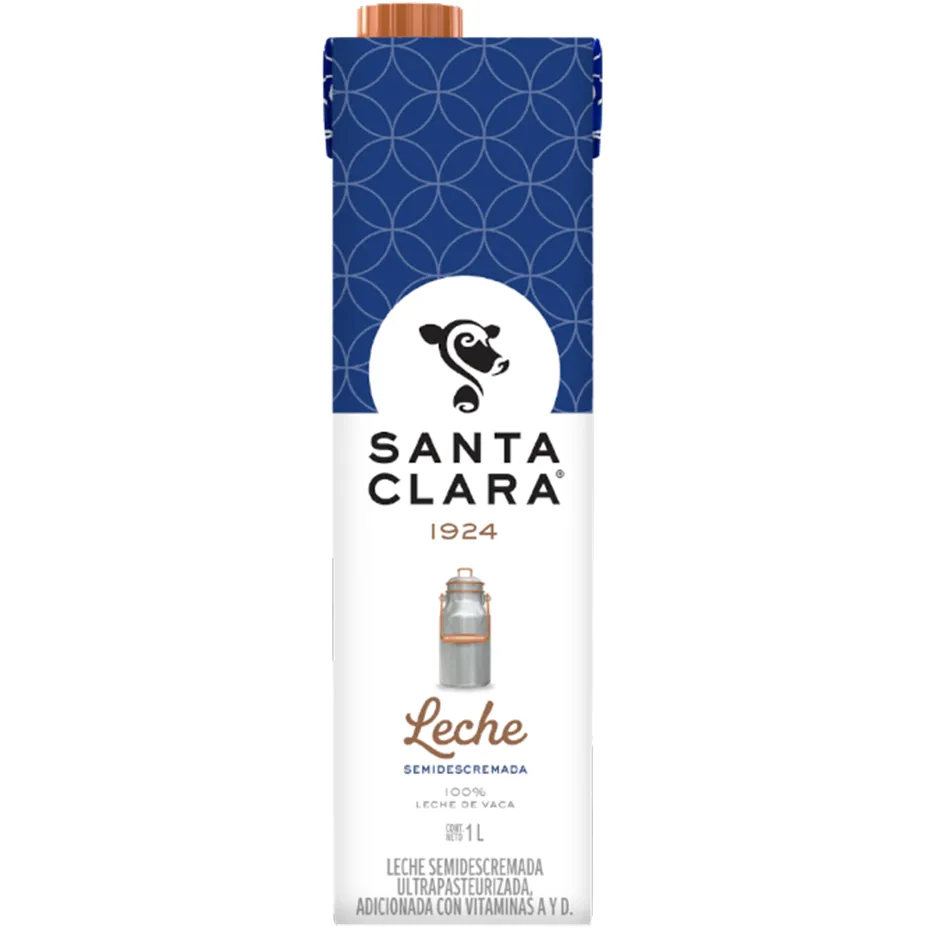 SANTA
CLARA®
1924
Leche
SEMIDESCREMADA
100%
LECHE DE VACA
CONT.
NETO 1 L
LECHE SEMIDESCREMADA
ULTRAPASTEURIZADA,
ADICIONADA CON VITAMINAS A Y D.